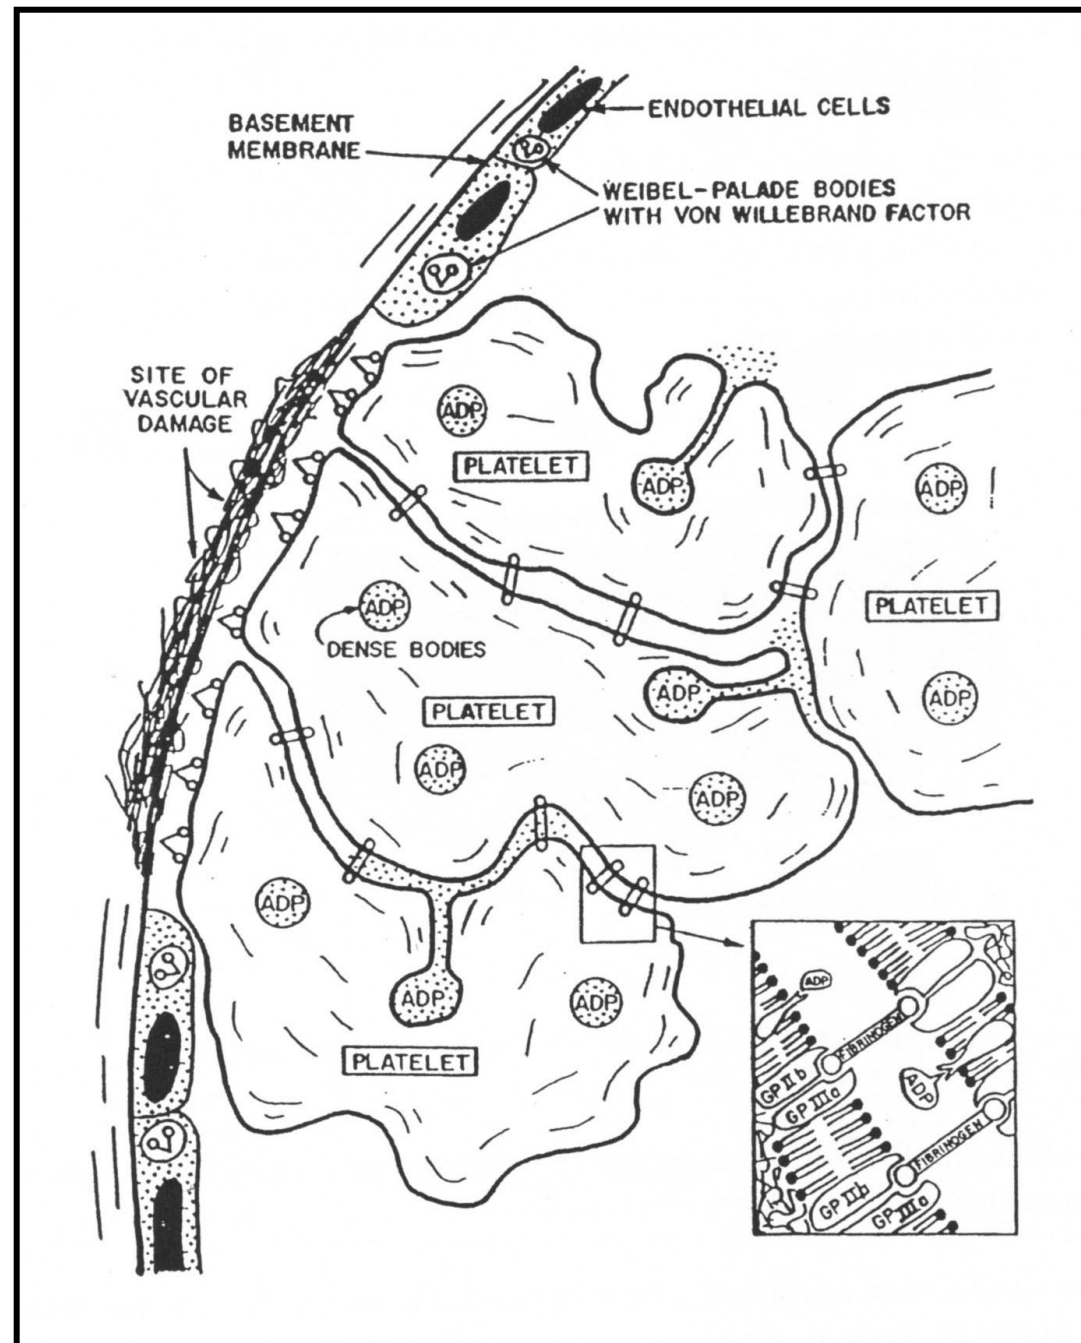 BASEMENT
MEMBRANE
ENDOTHELIAL CELLS
WEIBEL-PALADE BODIES
WITH VON WILLEBRAND FACTOR
SITE OF
VASCULAR
DAMAGE
ADP
PLATELET
ADP
ADP
PLATELET
ADP
DENSE BODIES
ADP
ADP
PLATELET
ADP
ADP
ADP
ADP
ADP
PLATELET
ADP
FIBRINOGEN
GP IIb
GP IIIa
ADP
FIBRINOGEN
GP IIb
GP IIIa